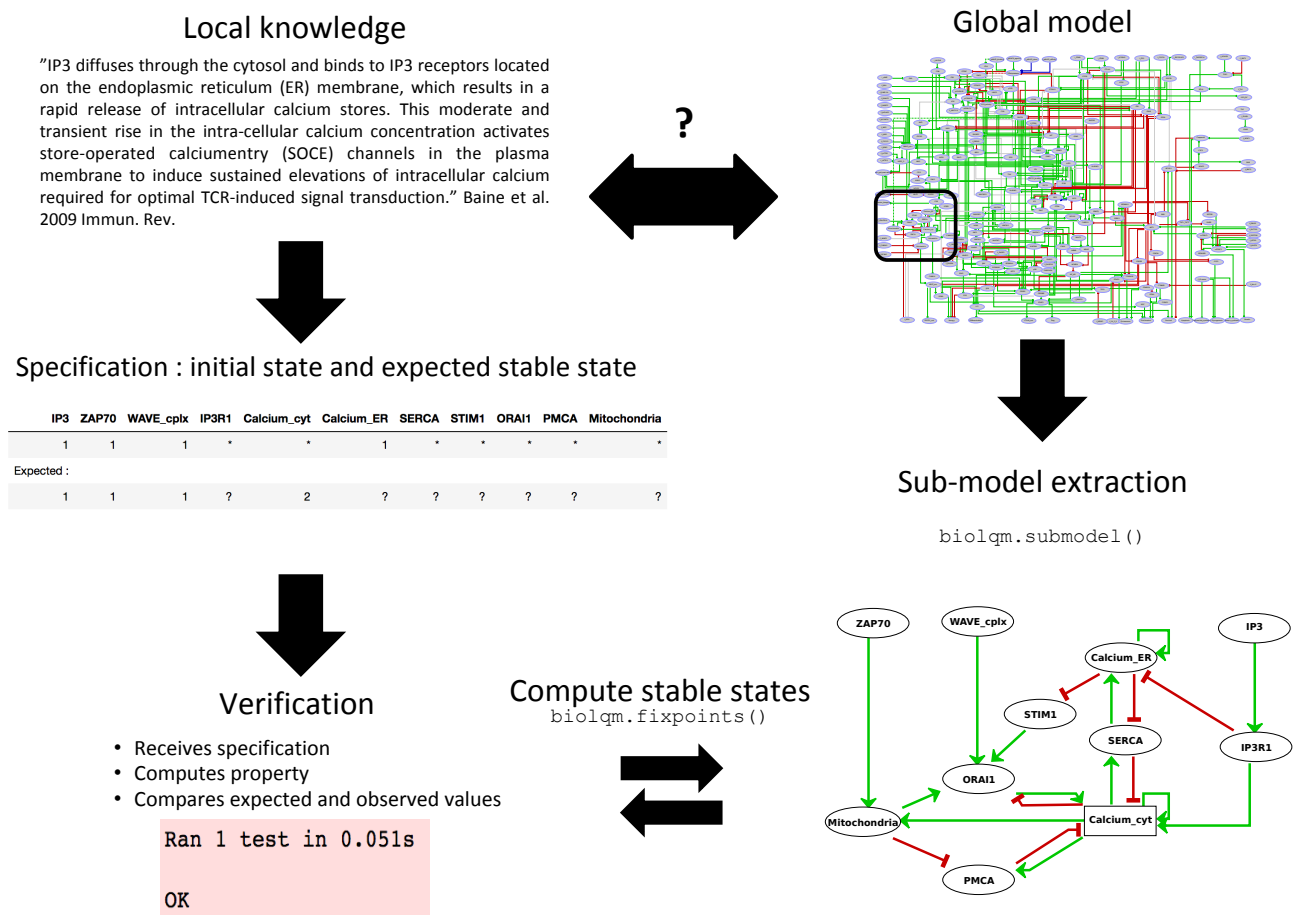 Local knowledge
"IP3 diffuses through the cytosol and binds to IP3 receptors located
on the endoplasmic reticulum (ER) membrane, which results in a
rapid release of intracellular calcium stores. This moderate and
transient rise in the intra-cellular calcium concentration activates
store-operated calciumentry (SOCE) channels in the plasma
membrane to induce sustained elevations of intracellular calcium
required for optimal TCR-induced signal transduction." Baine et al.
2009 Immun. Rev.
?
Global model
Specification : initial state and expected stable state
IP3 ZAP70 WAVE_cplx IP3R1 Calcium_cyt Calcium_ER SERCA STIM1 ORAI1 PMCA Mitochondria
1 1 1 * * 1 * * * * *
Expected :
1 1 1 ? 2 ? ? ? ? ? ?
Sub-model extraction
biolqm.submodel()
Verification
• Receives specification
• Computes property
• Compares expected and observed values
Ran 1 test in 0.051s
OK
Compute stable states
biolqm.fixpoints()
ZAP70
WAVE_cplx
IP3
Calcium_ER
STIM1
SERCA
IP3R1
ORAI1
Mitochondria
Calcium_cyt
PMCA